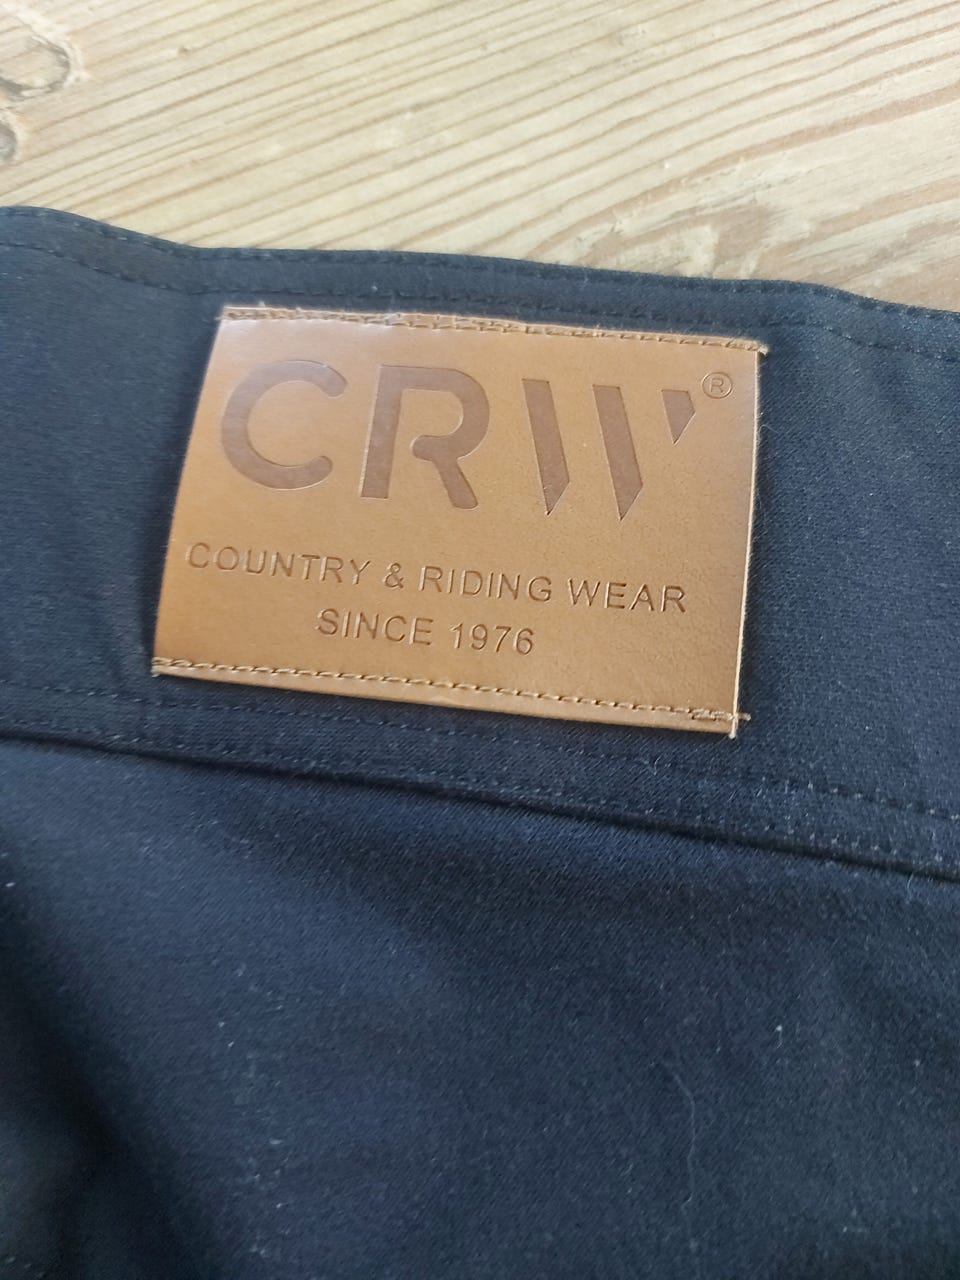 CRW®
COUNTRY & RIDING WEAR
SINCE 1976